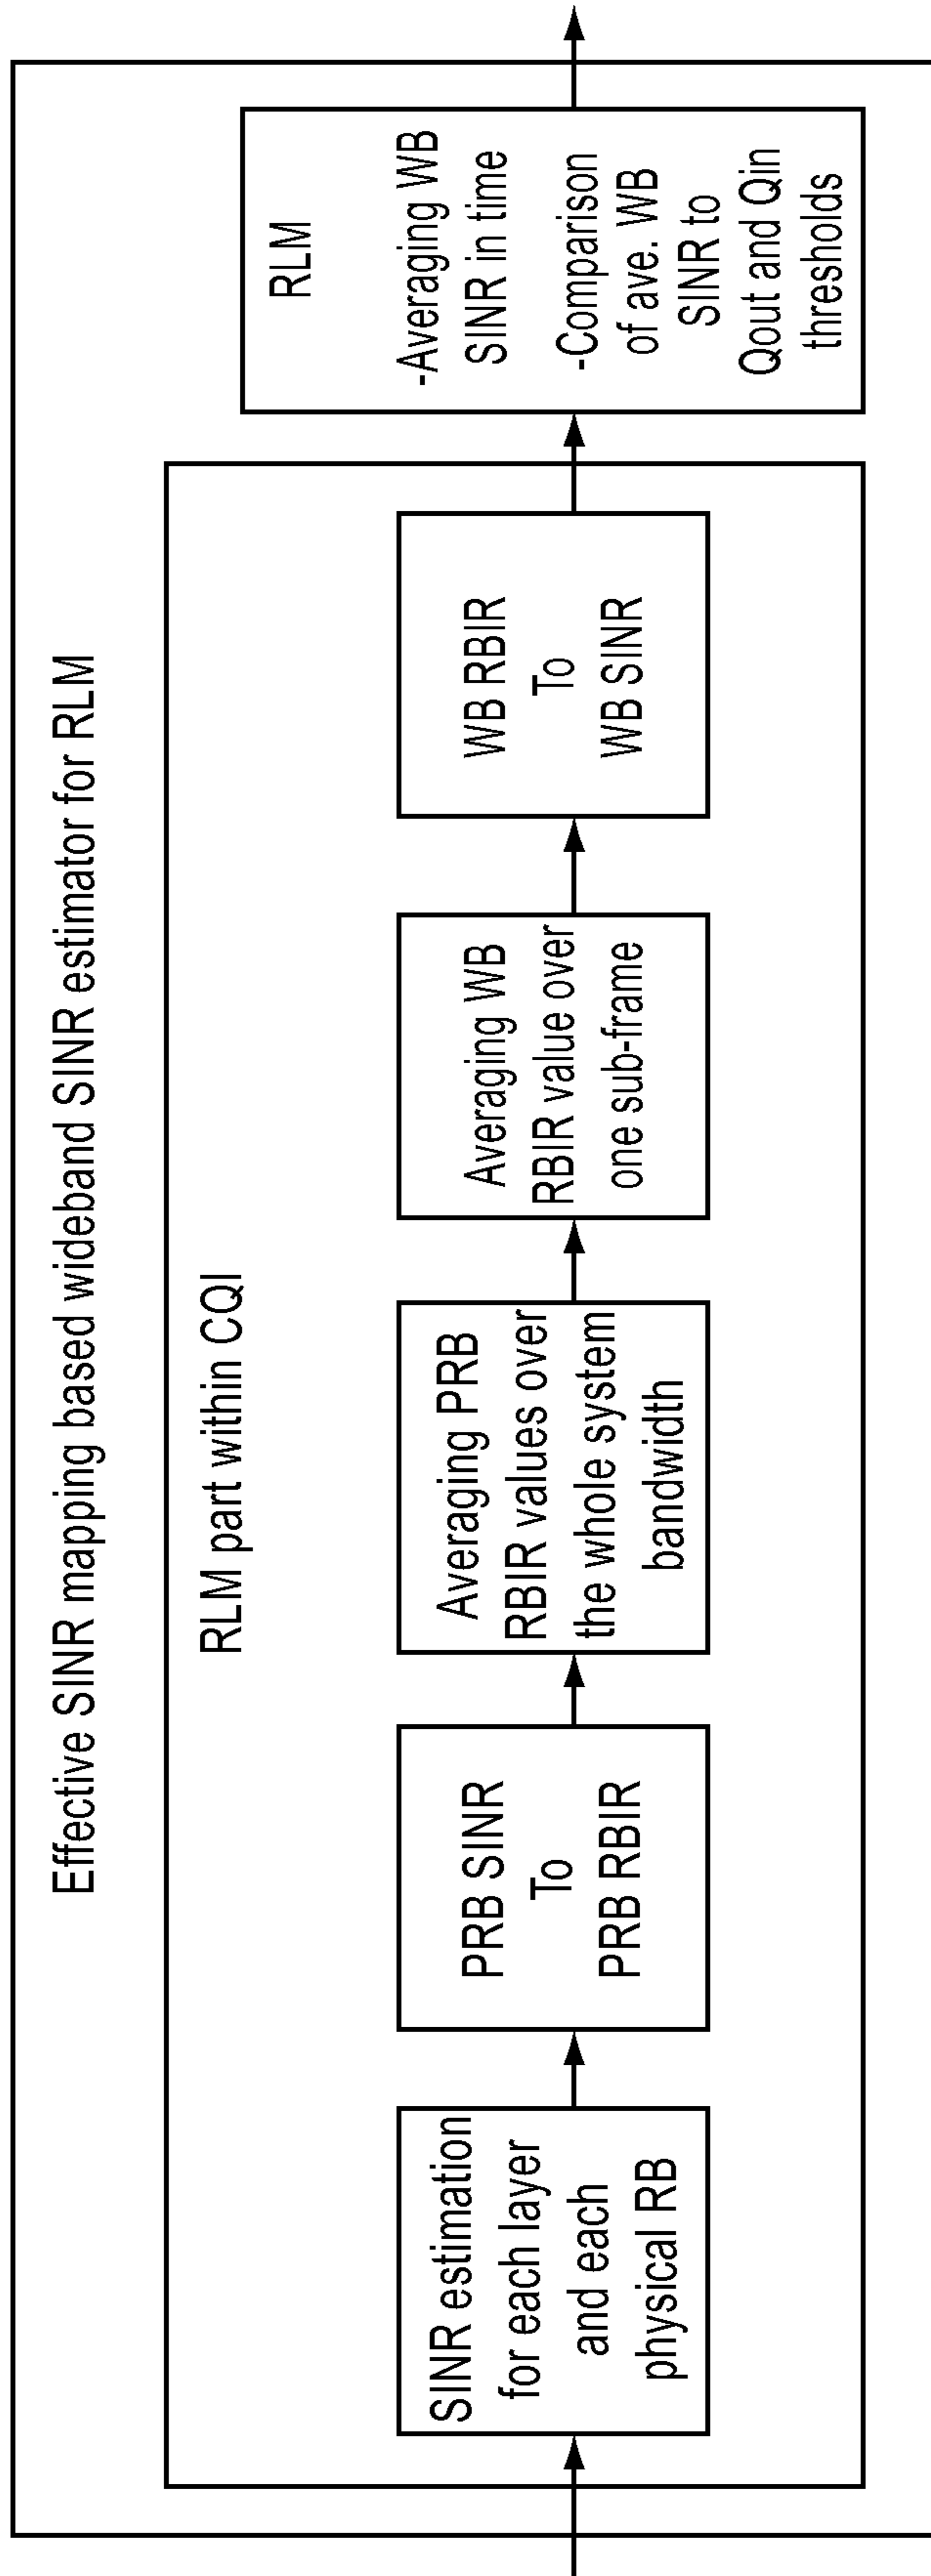 Effective SINR mapping based wideband SINR estimator for RLM
RLM part within CQI
SINR estimation
for each layer
and each
physical RB
PRB SINR
To
PRB RBIR
Averaging PRB
RBIR values over
the whole system
bandwidth
Averaging WB
RBIR value over
one sub-frame
WB RBIR
To
WB SINR
RLM
-Averaging WB
SINR in time
-Comparison
of ave. WB
SINR to
Qout and Qin
thresholds